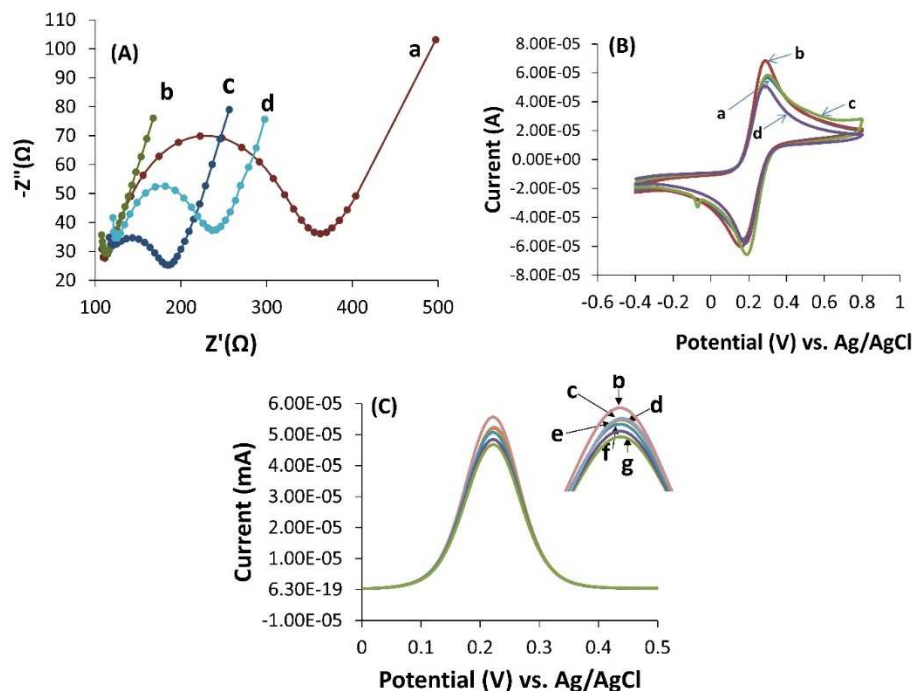 (A)
-Z"(Ω)
110
100
90
80
70
60
50
40
30
20
a
b
c
d
100
200
300
400
500
Z'(Ω)
(B)
Current (A)
8.00E-05
6.00E-05
4.00E-05
2.00E-05
0.00E+00
-2.00E-05
-4.00E-05
-6.00E-05
-8.00E-05
b
a
c
d
-0.6 -0.4 -0.2 0 0.2 0.4 0.6 0.8 1
Potential (V) vs. Ag/AgCl
(C)
Current (mA)
6.00E-05
5.00E-05
4.00E-05
3.00E-05
2.00E-05
1.00E-05
6.30E-19
-1.00E-05
b
c
d
e
f
g
0 0.1 0.2 0.3 0.4 0.5
Potential (V) vs. Ag/AgCl